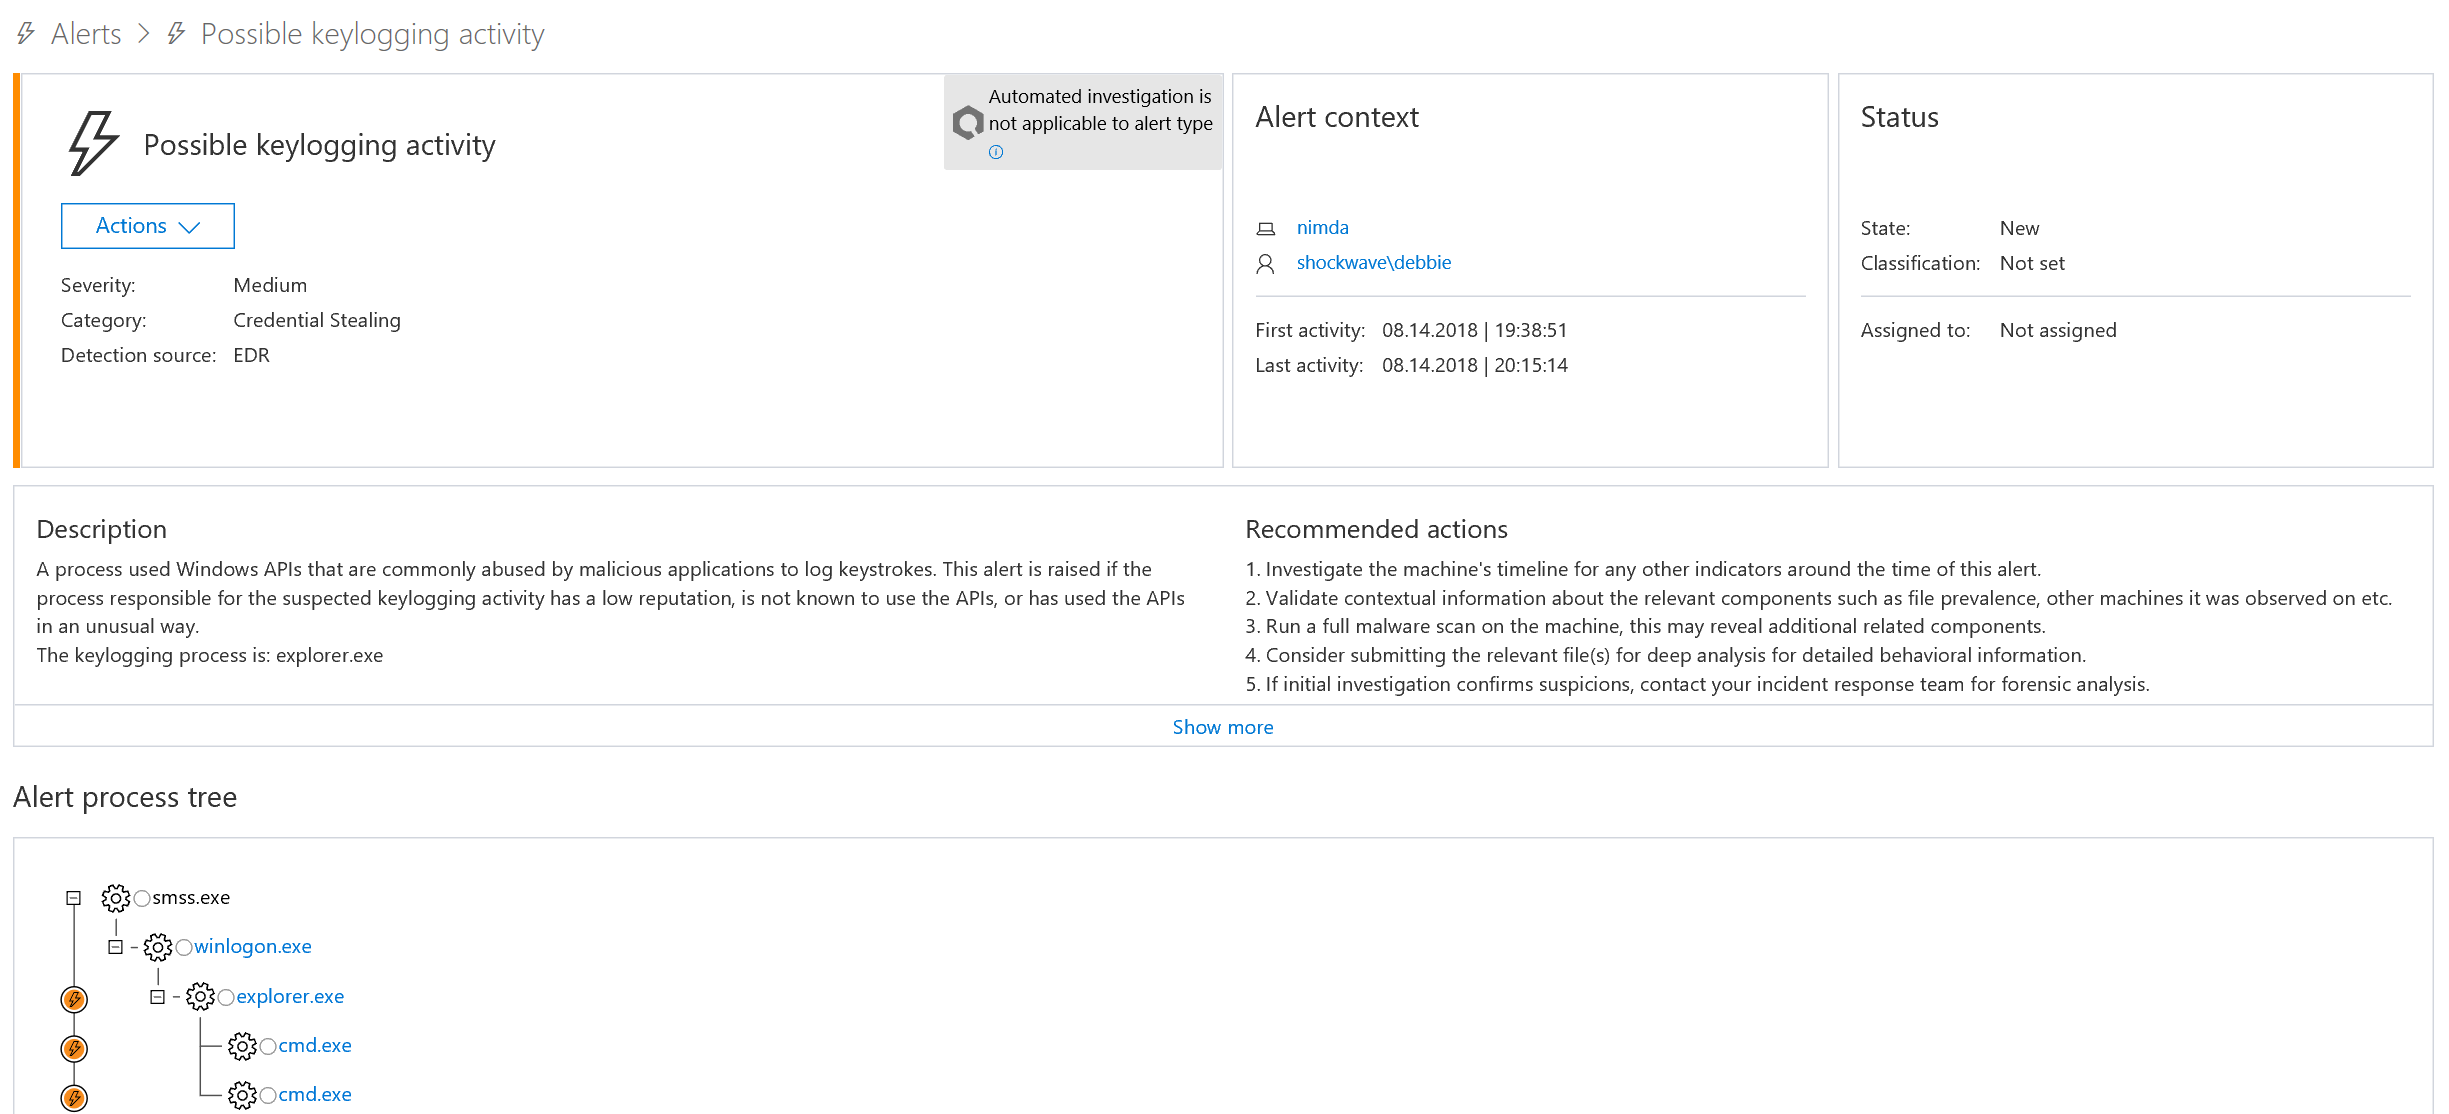 Alerts > Possible keylogging activity
Possible keylogging activity
Automated investigation is
not applicable to alert type
Actions
Severity: Medium
Category: Credential Stealing
Detection source: EDR
Alert context
nimda
shockwave\debbie
First activity: 08.14.2018 | 19:38:51
Last activity: 08.14.2018 | 20:15:14
Status
State: New
Classification: Not set
Assigned to: Not assigned
Description
A process used Windows APIs that are commonly abused by malicious applications to log keystrokes. This alert is raised if the
process responsible for the suspected keylogging activity has a low reputation, is not known to use the APIs, or has used the APIs
in an unusual way.
The keylogging process is: explorer.exe
Recommended actions
1. Investigate the machine's timeline for any other indicators around the time of this alert.
2. Validate contextual information about the relevant components such as file prevalence, other machines it was observed on etc.
3. Run a full malware scan on the machine, this may reveal additional related components.
4. Consider submitting the relevant file(s) for deep analysis for detailed behavioral information.
5. If initial investigation confirms suspicions, contact your incident response team for forensic analysis.
Show more
Alert process tree
smss.exe
winlogon.exe
explorer.exe
cmd.exe
cmd.exe